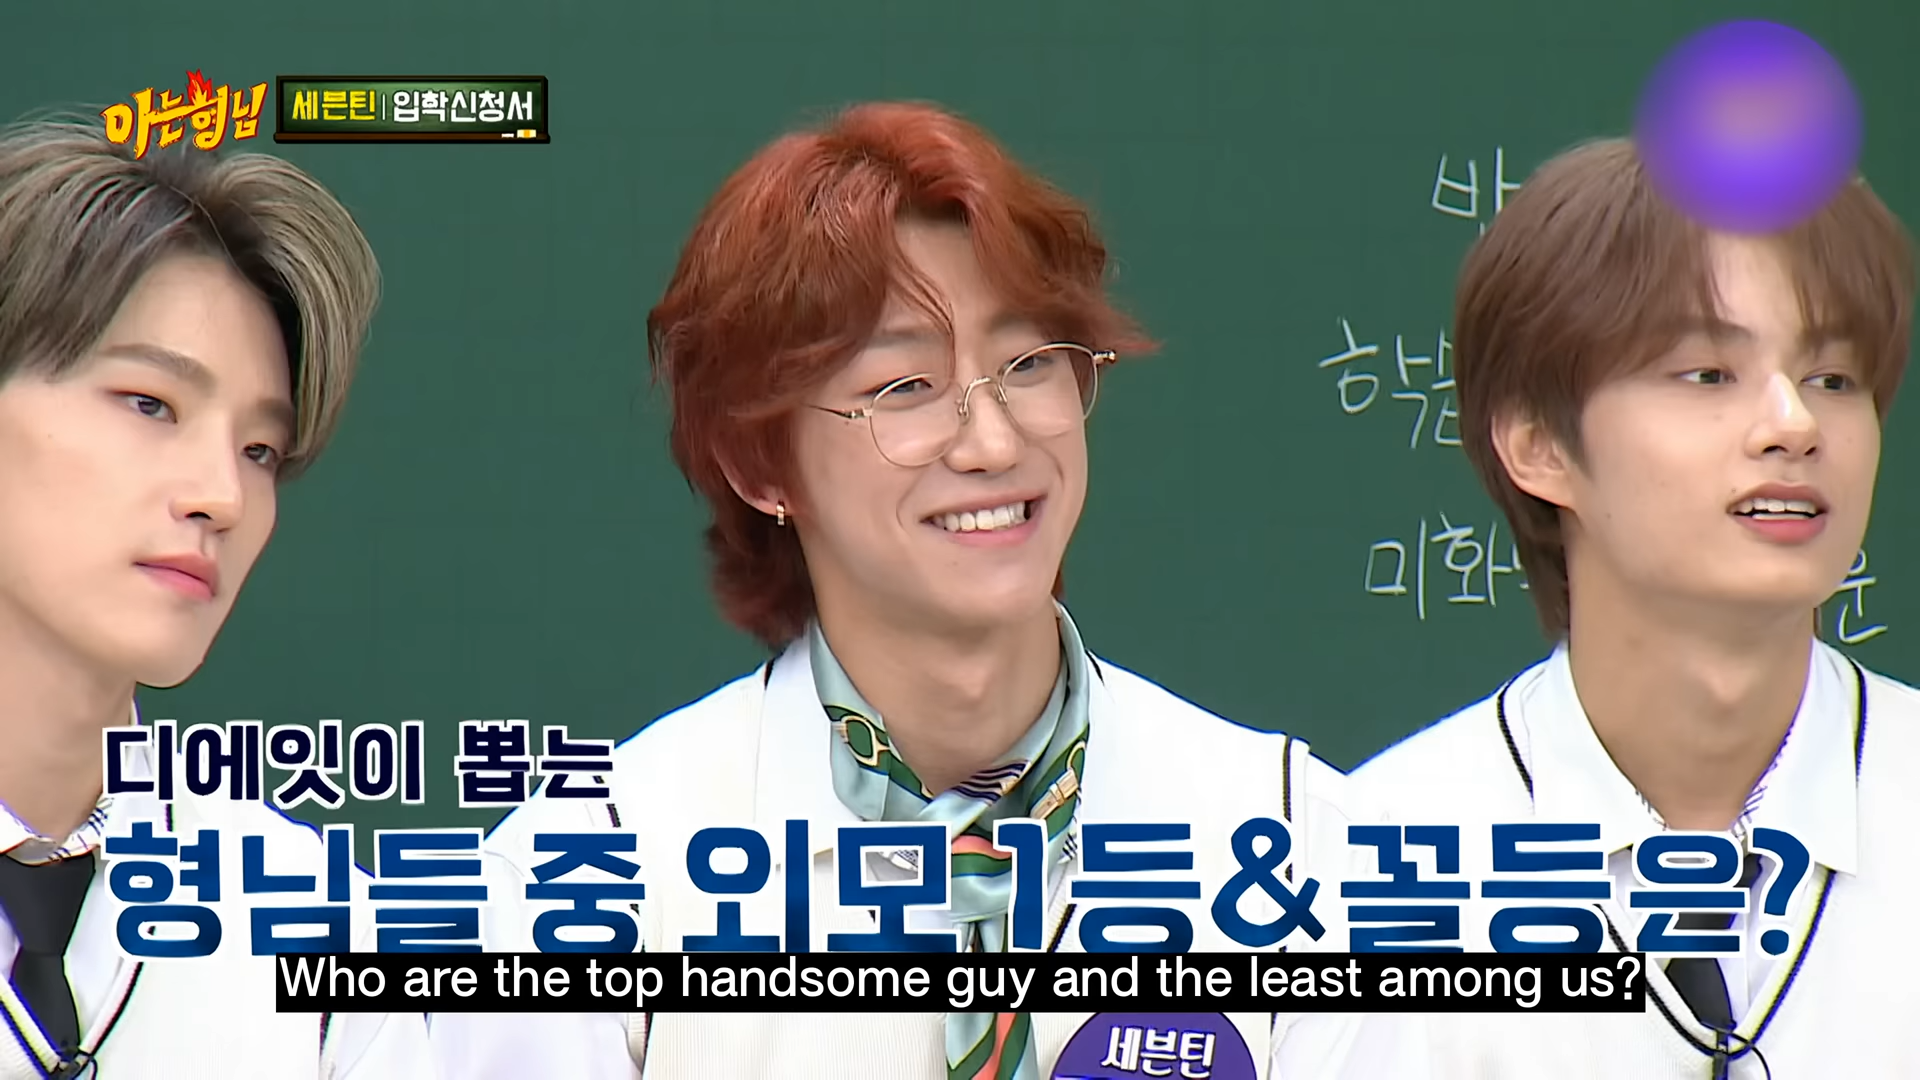 아는형님
세븐틴 | 입학신청서
미화
디에잇이 뽑는
형님들 중 외모 1등&꼴등은?
Who are the top handsome guy and the least among us?
세븐틴